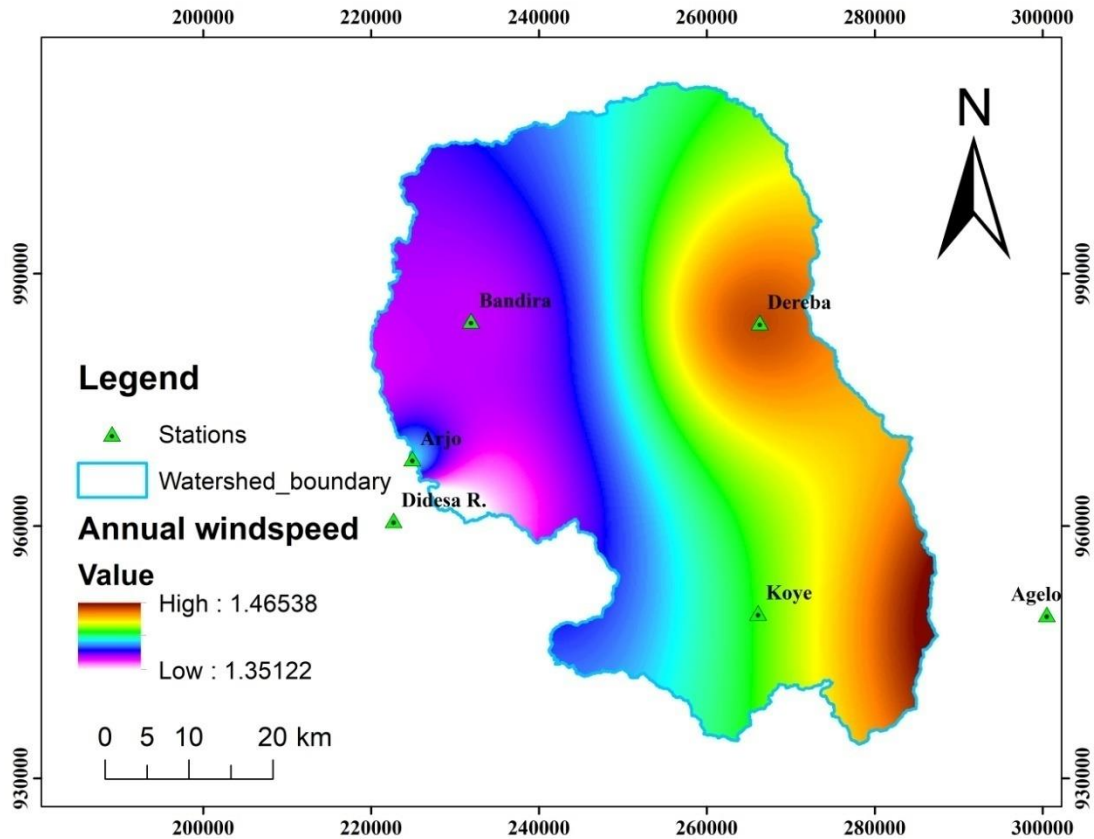 200000 220000 240000 260000 280000 300000
N
990000 990000
Bandira Dereba
Legend
Stations
Arjo
Watershed_boundary
Didesa R.
Annual windspeed
960000 960000
Value
High : 1.46538
Koye Agelo
Low : 1.35122
0 5 10 20 km
930000 930000
200000 220000 240000 260000 280000 300000